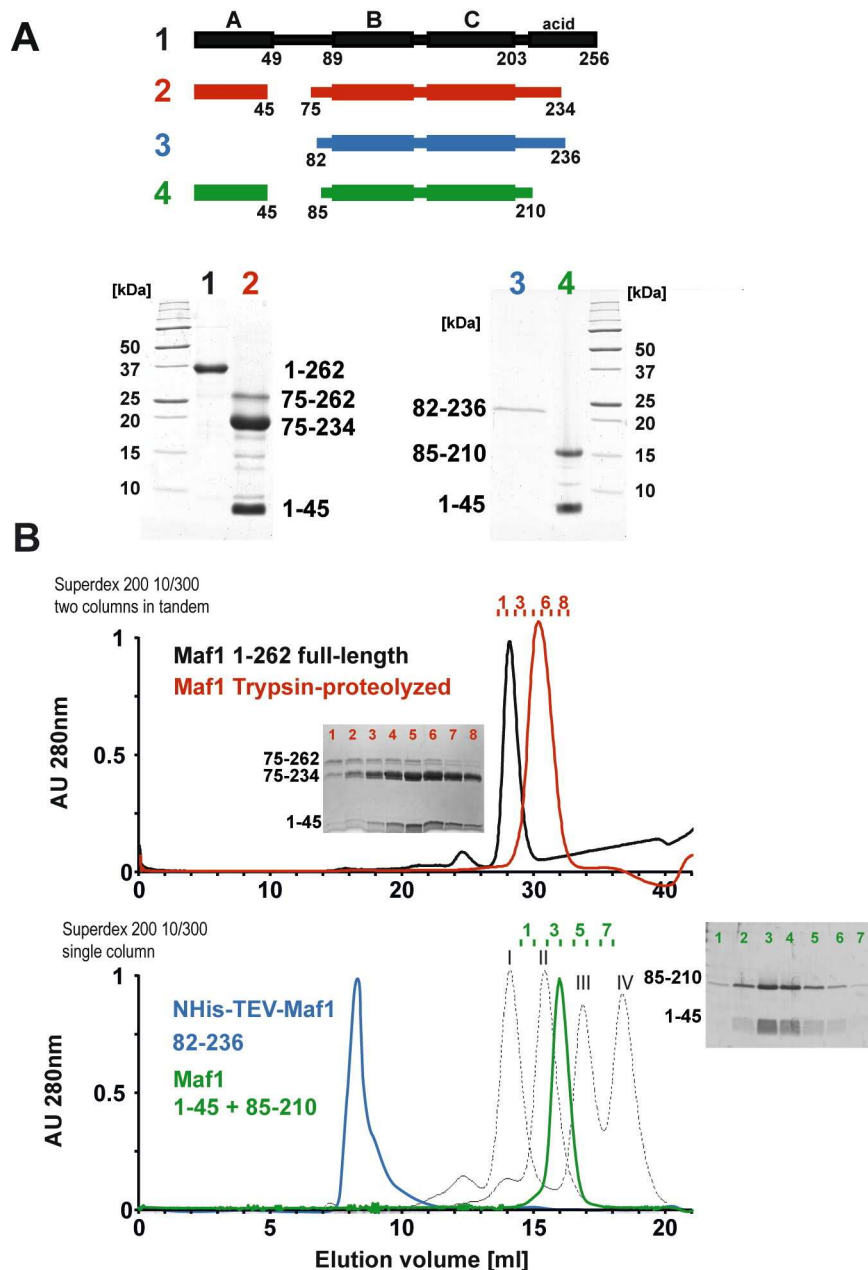 A
A B C acid
1
49 89 203 256
2
45 75 234
3
82 236
4
45 85 210
[kDa] 1 2
50
37
25
20
15
10
1-262
75-262
75-234
1-45
3 4 [kDa]
[kDa]
82-236
85-210
1-45
50
37
25
20
15
10
B
Superdex 200 10/300
two columns in tandem
1 3 6 8
Maf1 1-262 full-length
Maf1 Trypsin-proteolyzed
1 2 3 4 5 6 7 8
75-262
75-234
1-45
AU 280nm
1
0.5
0
0 10 20 30 40
Superdex 200 10/300
single column
1 3 5 7
I II III IV
NHis-TEV-Maf1
82-236
Maf1
1-45 + 85-210
1 2 3 4 5 6 7
85-210
1-45
AU 280nm
1
0.5
0
0 5 10 15 20
Elution volume [ml]